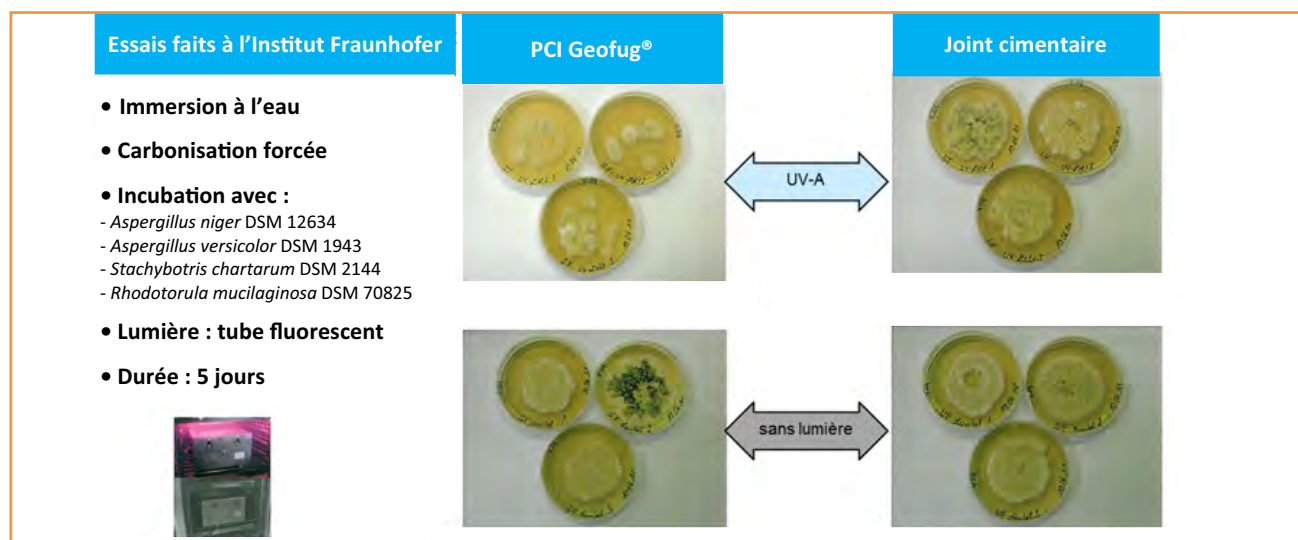 Essais faits à l'Institut Fraunhofer
PCI Geofug®
Joint cimentaire
• Immersion à l'eau
• Carbonisation forcée
• Incubation avec :
- Aspergillus niger DSM 12634
- Aspergillus versicolor DSM 1943
- Stachybotris chartarum DSM 2144
- Rhodotorula mucilaginosa DSM 70825
• Lumière : tube fluorescent
• Durée : 5 jours
UV-A
sans lumière